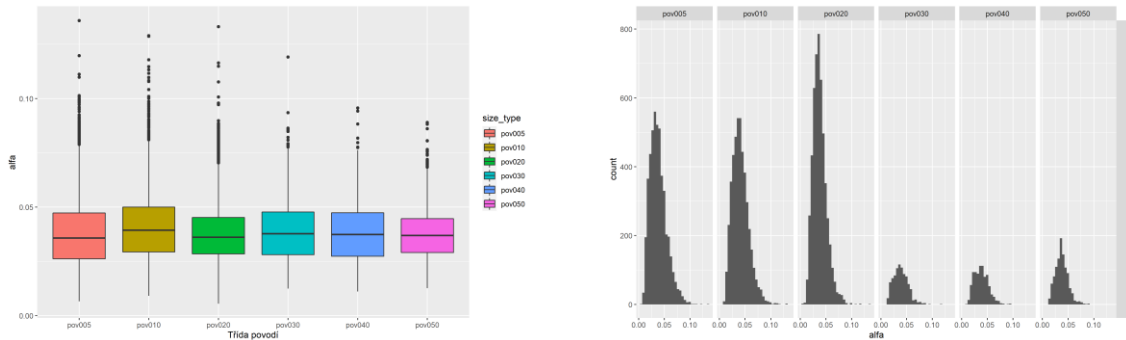 alfa
0.10
0.05
0.00
pov005 pov010 pov020 pov030 pov040 pov050
Třída povodí
size_type
pov005
pov010
pov020
pov030
pov040
pov050
pov005 pov010 pov020 pov030 pov040 pov050
count
800
600
400
200
0
0.00 0.05 0.10 0.00 0.05 0.10 0.00 0.05 0.10 0.00 0.05 0.10 0.00 0.05 0.10 0.00 0.05 0.10
alfa